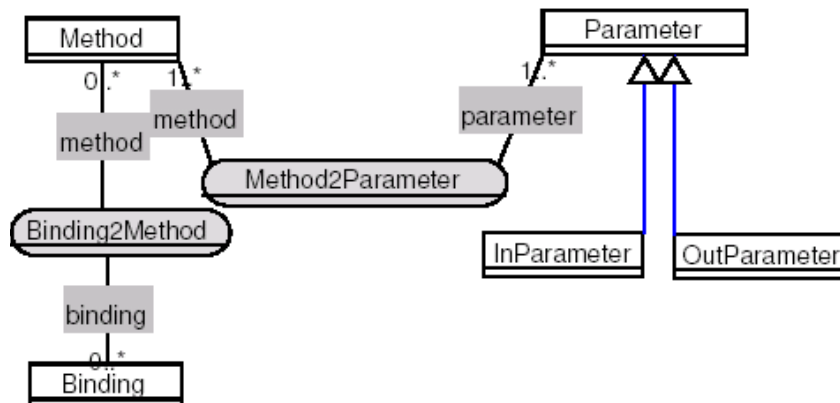 Method
Parameter
0..*
1..*
1..*
method
parameter
method
Method2Parameter
Binding2Method
InParameter
OutParameter
binding
0..*
Binding